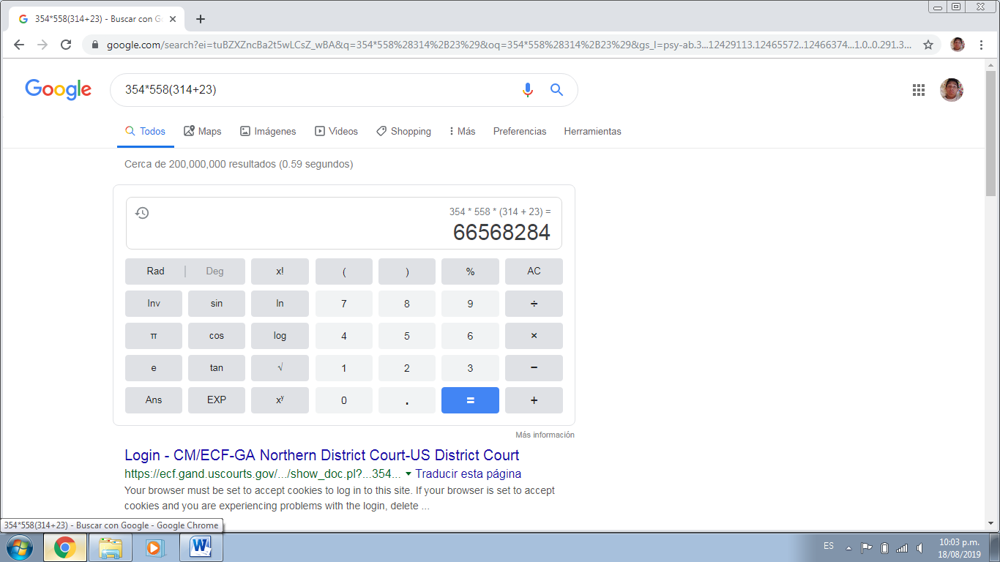 354*558(314+23) - Buscar con G
google.com/search?ei=tuBZXZncBa2t5wLCsZ_wBA&q=354*558%28314%2B23%29&oq=354*558%28314%2B23%29&gs_l=psy-ab.3...12429113.12465572..12466374...1.0..0.291.3...
Google
354*558(314+23)
Todos Maps Imágenes Videos Shopping Más Preferencias Herramientas
Cerca de 200,000,000 resultados (0.59 segundos)
354 * 558 * (314 + 23) =
66568284
Rad | Deg x! ( ) % AC
Inv sin ln 7 8 9 ÷
π cos log 4 5 6 ×
e tan √ 1 2 3 −
Ans EXP xʸ 0 . = +
Más información
Login - CM/ECF-GA Northern District Court-US District Court
https://ecf.gand.uscourts.gov/.../show_doc.pl?...354... Traducir esta página
Your browser must be set to accept cookies to log in to this site. If your browser is set to accept
cookies and you are experiencing problems with the login, delete ...
354*558(314+23) - Buscar con Google - Google Chrome
W
ES
10:03 p.m.
18/08/2019